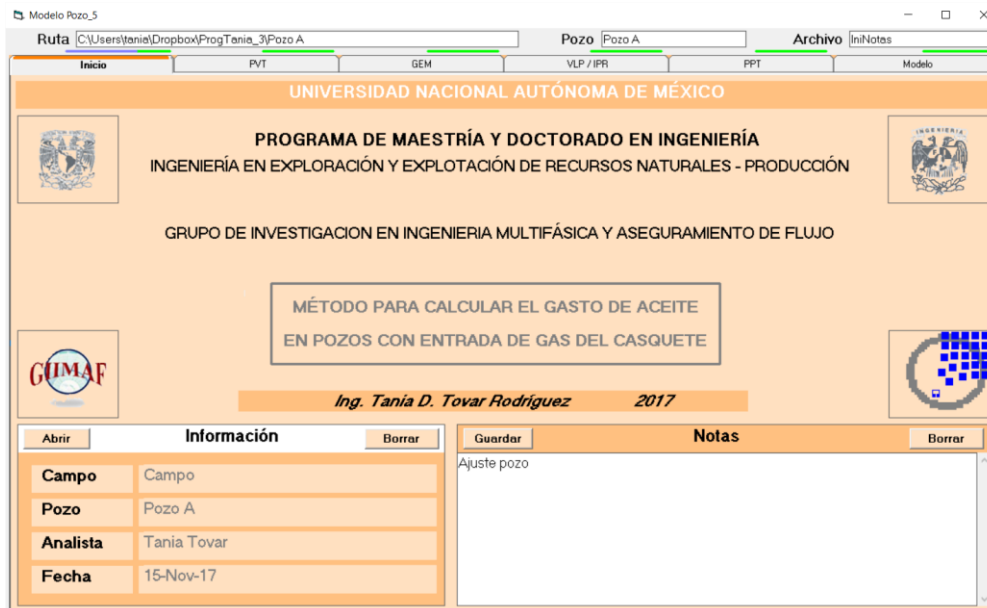 Modelo Pozo_5
Ruta C:\Users\tania\Dropbox\ProgTania_3\Pozo A Pozo Pozo A Archivo IniNotas
Inicio PVT GEM VLP / IPR PPT Modelo
UNIVERSIDAD NACIONAL AUTÓNOMA DE MÉXICO
PROGRAMA DE MAESTRÍA Y DOCTORADO EN INGENIERÍA
INGENIERÍA EN EXPLORACIÓN Y EXPLOTACIÓN DE RECURSOS NATURALES - PRODUCCIÓN
INGENIERIA
GRUPO DE INVESTIGACION EN INGENIERIA MULTIFÁSICA Y ASEGURAMIENTO DE FLUJO
MÉTODO PARA CALCULAR EL GASTO DE ACEITE
EN POZOS CON ENTRADA DE GAS DEL CASQUETE
GIIMAF
Ing. Tania D. Tovar Rodríguez 2017
Abrir Información Borrar
Campo Campo
Pozo Pozo A
Analista Tania Tovar
Fecha 15-Nov-17
Guardar Notas Borrar
Ajuste pozo